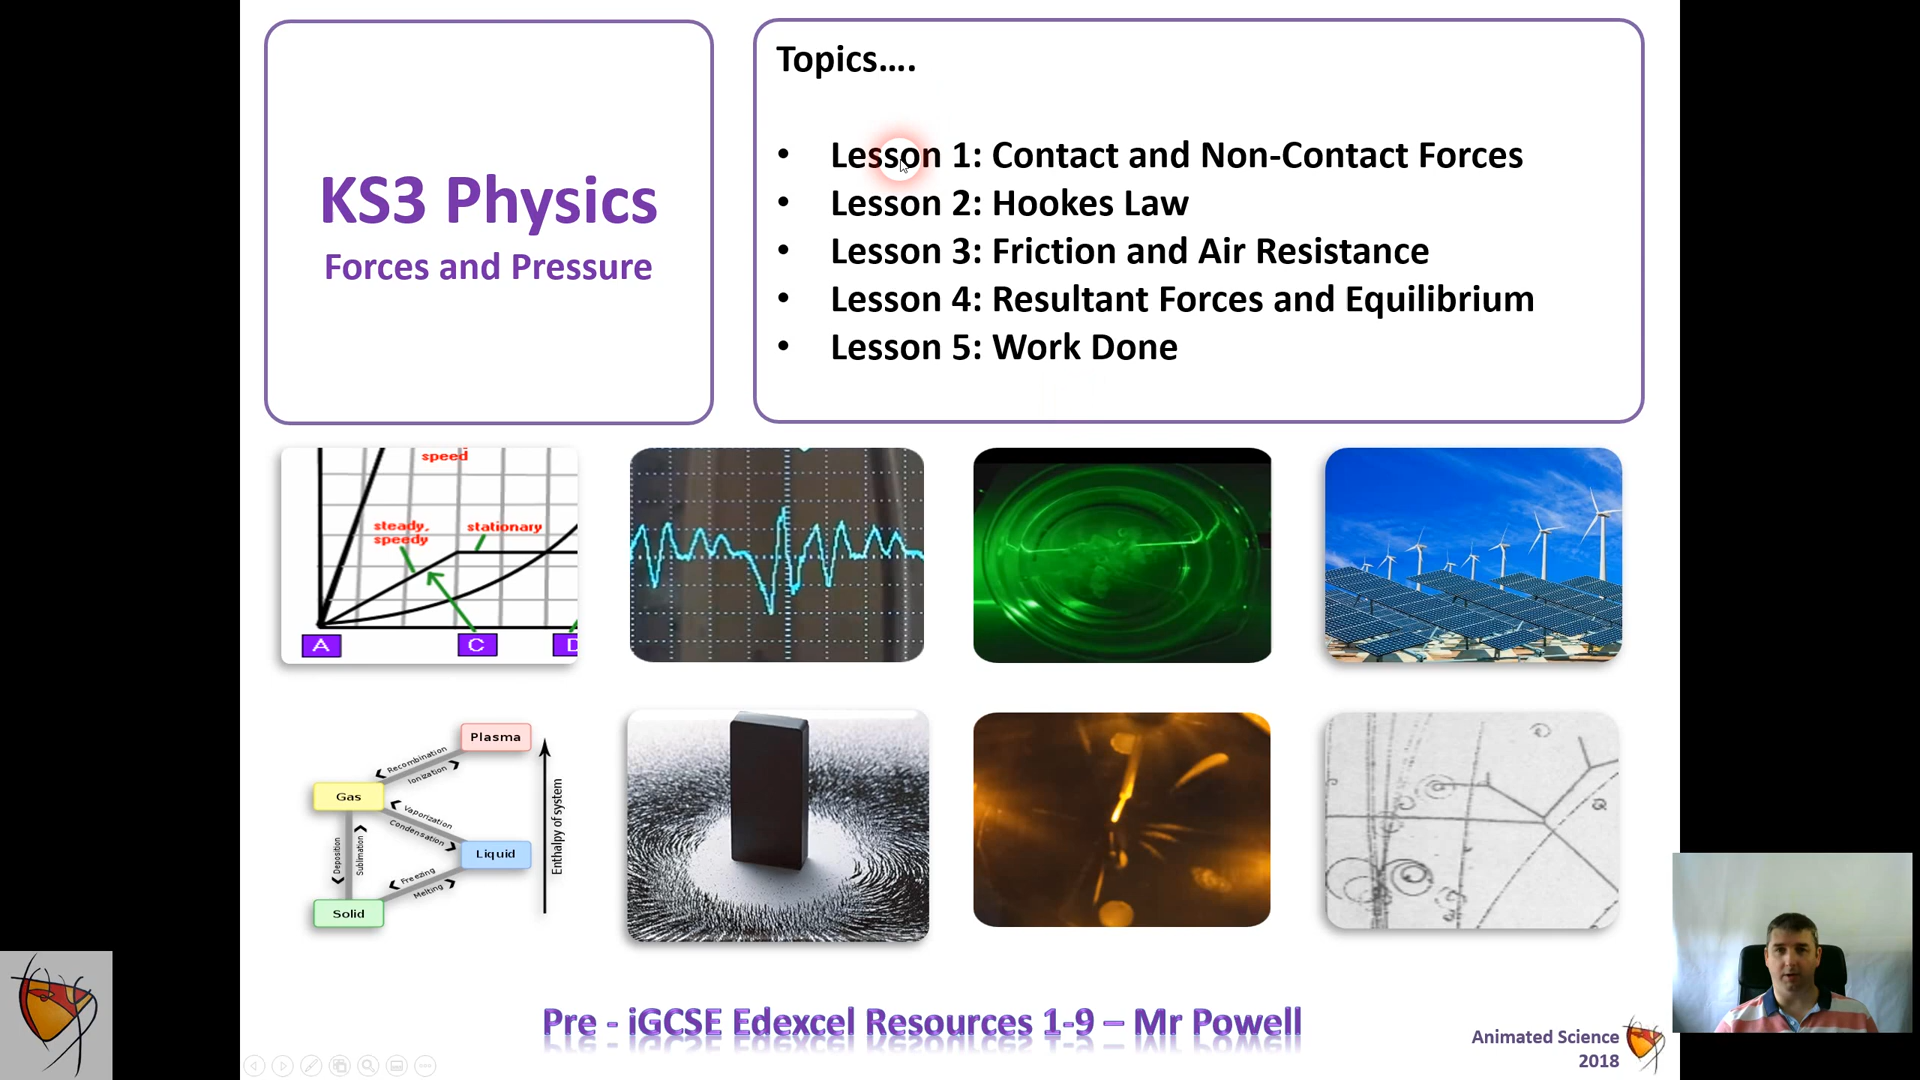 KS3 Physics
Forces and Pressure
Topics....
• Lesson 1: Contact and Non-Contact Forces
• Lesson 2: Hookes Law
• Lesson 3: Friction and Air Resistance
• Lesson 4: Resultant Forces and Equilibrium
• Lesson 5: Work Done
speed
steady,
speedy
stationary
A
C
D
Plasma
Recombination
Ionization
Gas
Vaporization
Condensation
Deposition
Sublimation
Liquid
Freezing
Melting
Solid
Enthalpy of system
Pre - iGCSE Edexcel Resources 1-9 – Mr Powell
Animated Science
2018